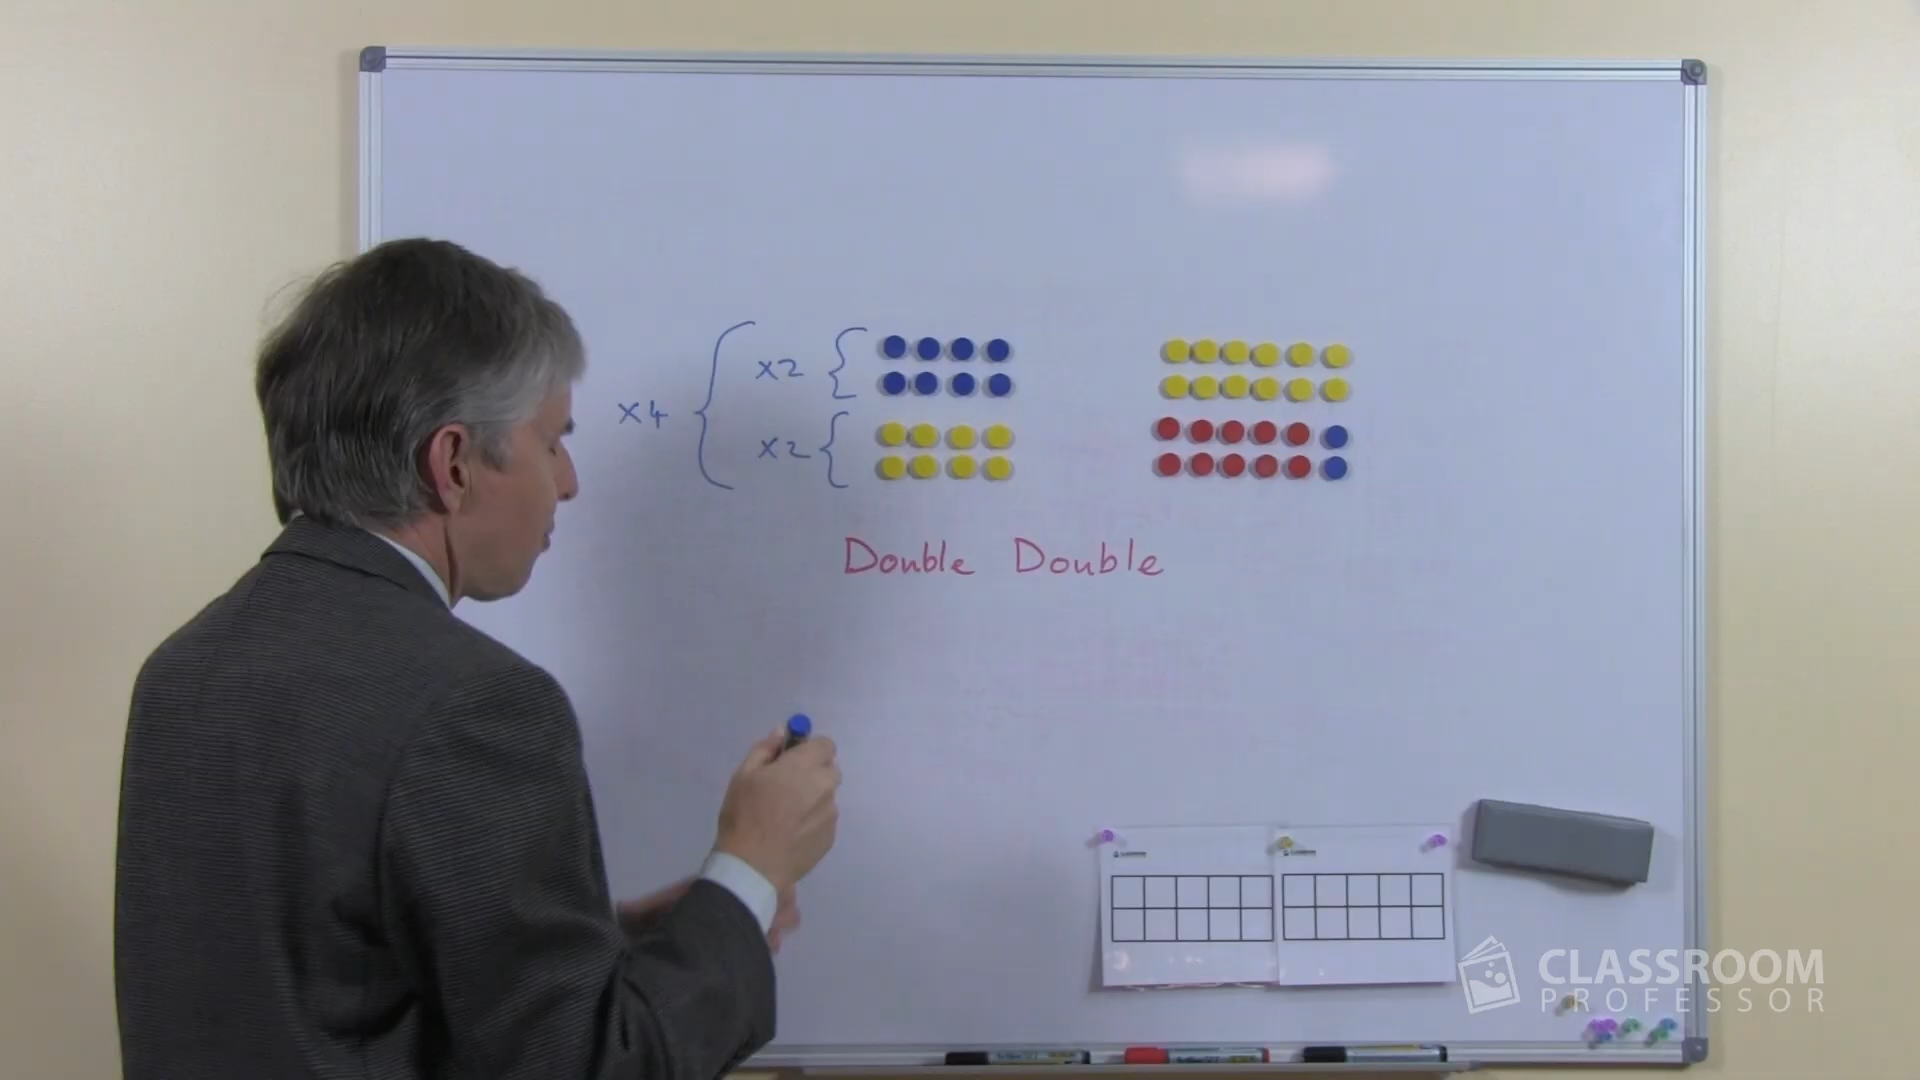 x2
x4
x2
Double Double
CLASSROOM
PROFESSOR